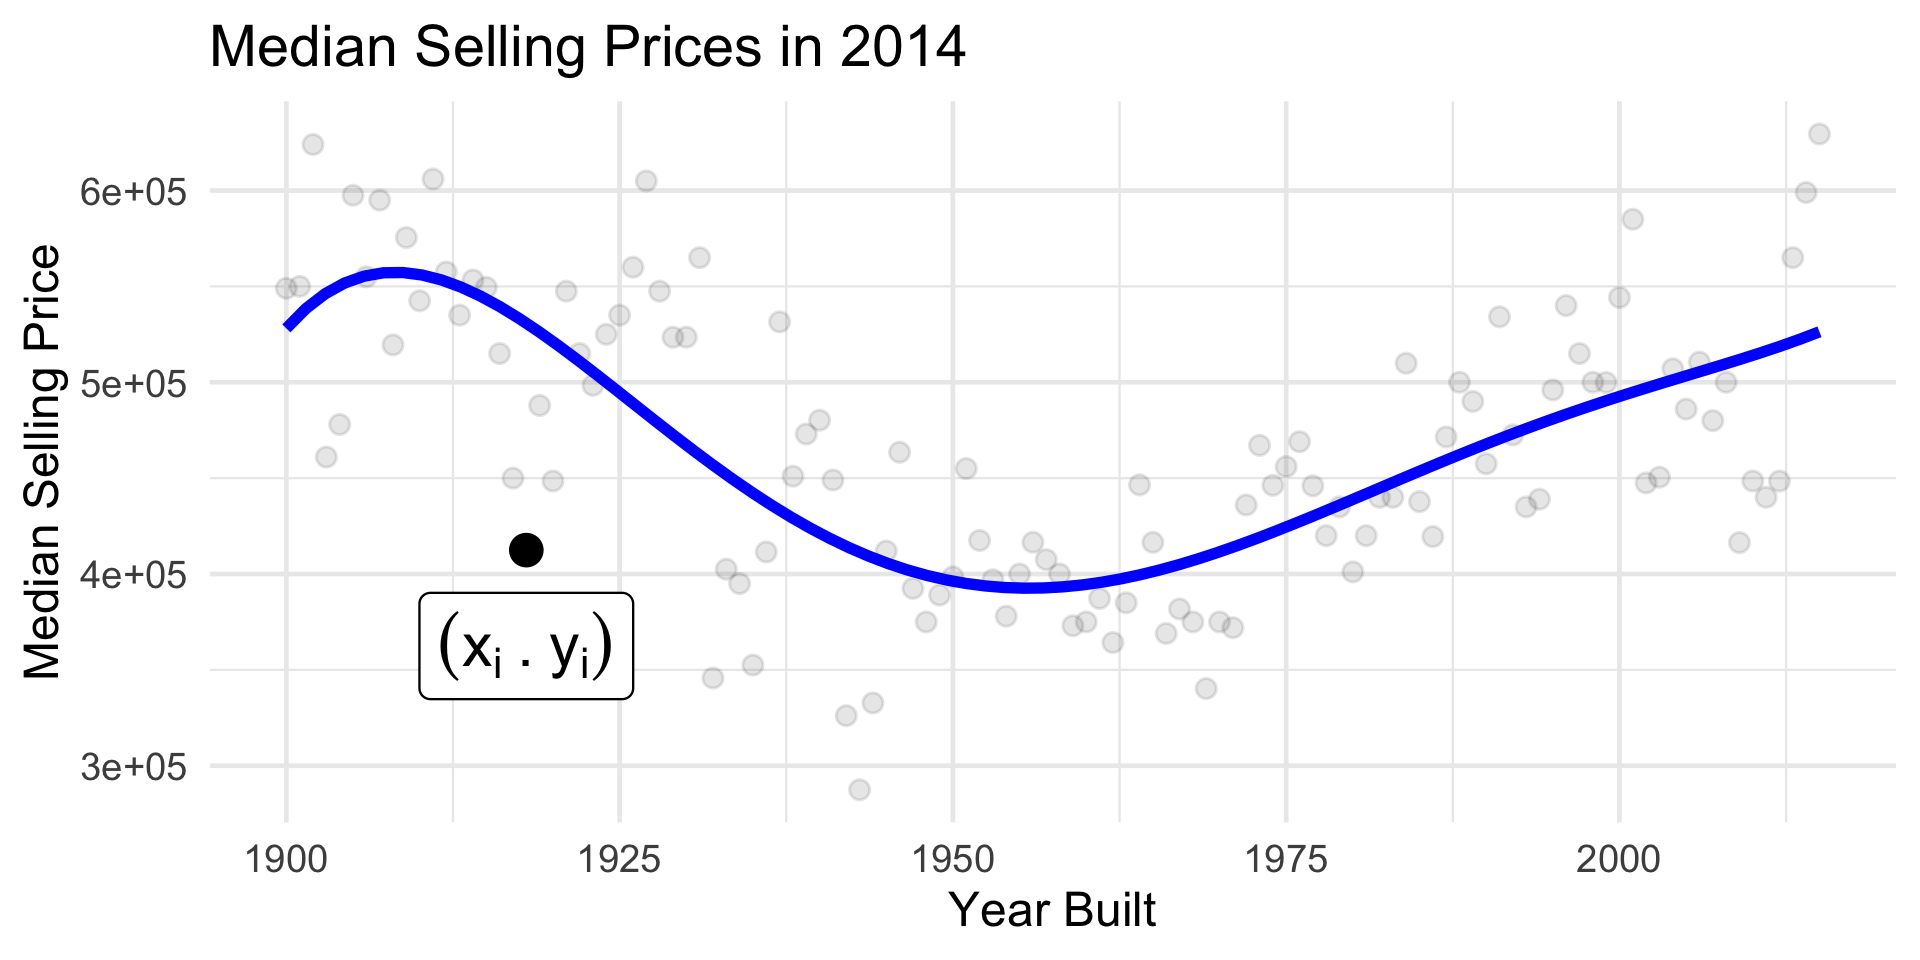 Median Selling Prices in 2014
Median Selling Price
6e+05
5e+05
4e+05
3e+05
(xᵢ . yᵢ)
1900 1925 1950 1975 2000
Year Built